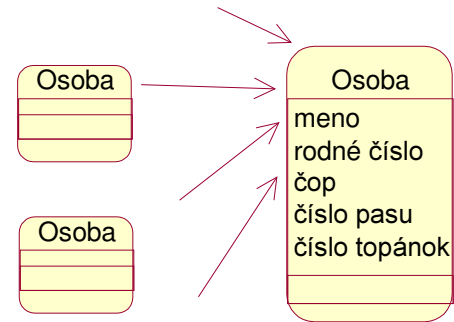 Osoba
Osoba
Osoba
meno
rodné číslo
čop
číslo pasu
číslo topánok